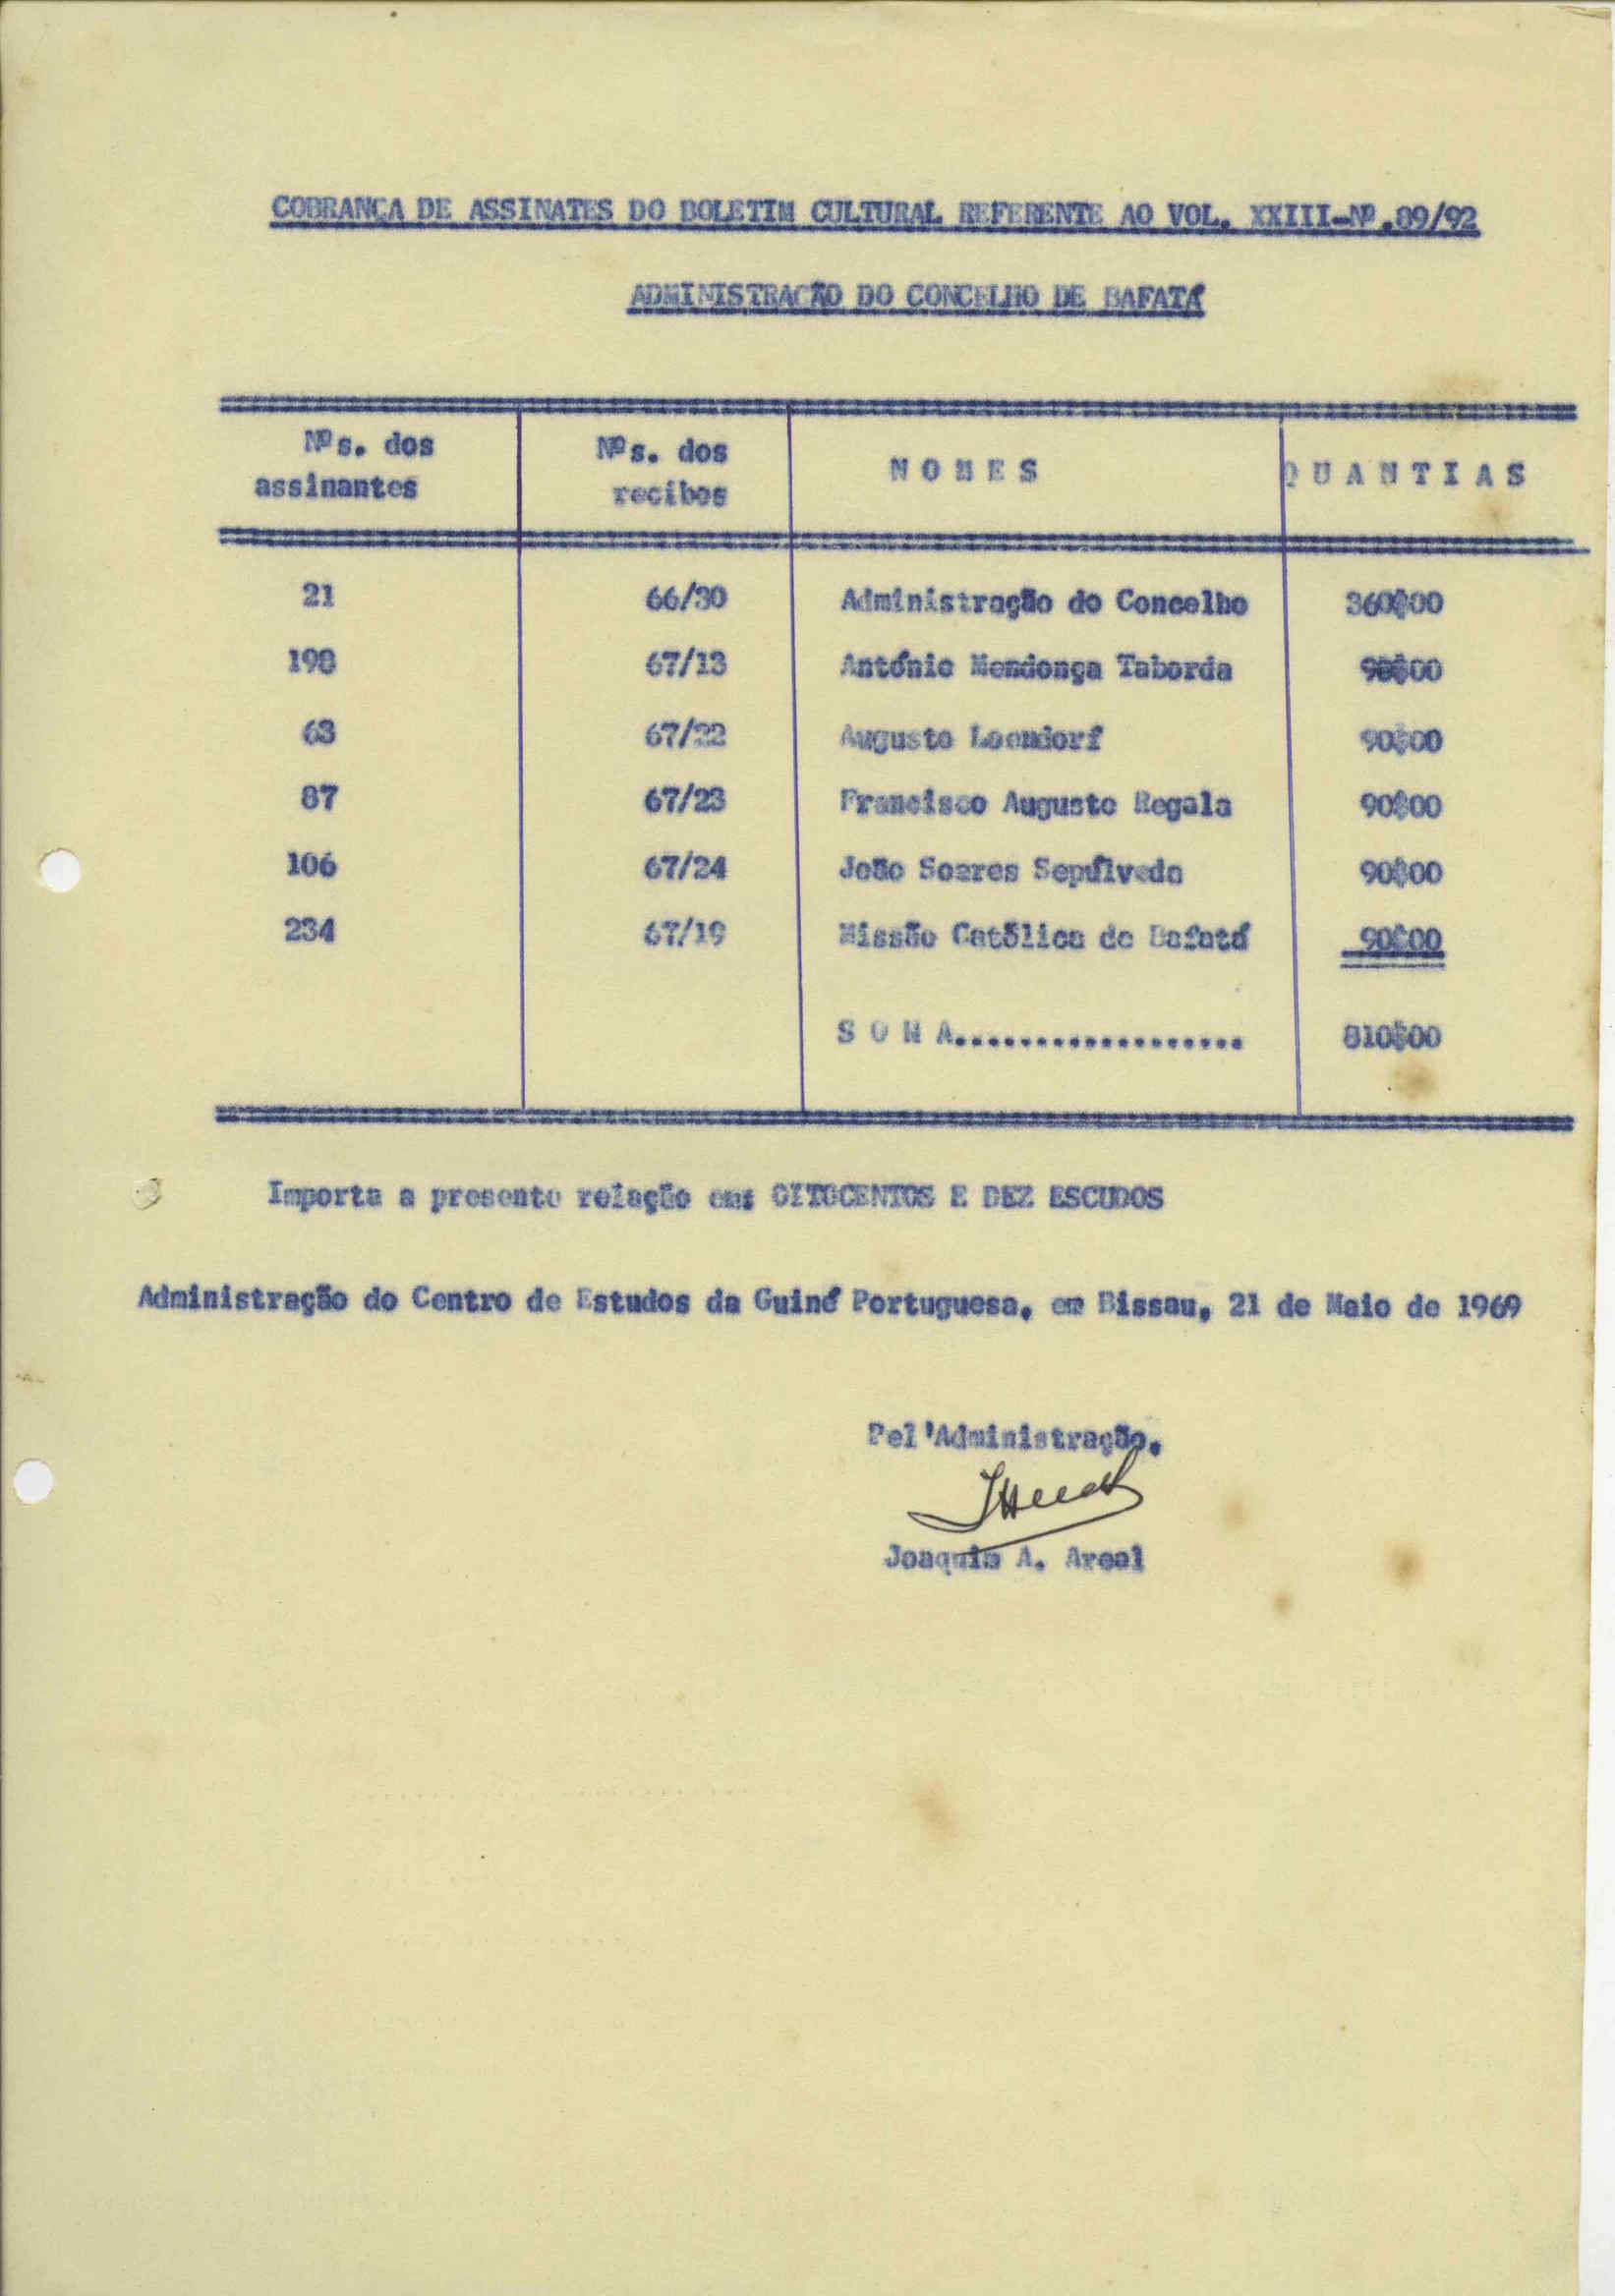 COBRANÇA DE ASSINATES DO BOLETIM CULTURAL REFERENTE AO VOL. XXIII-Nº.89/92
ADMINISTRAÇÃO DO CONCELHO DE BAFATÁ
Nºs. dos assinantes
Nºs. dos recibos
N O M E S
Q U A N T I A S
21 66/30 Administração do Concelho 360$00
198 67/13 António Mendonça Taborda 90$00
63 67/22 Augusto Loendorf 90$00
87 67/23 Francisco Augusto Regala 90$00
106 67/24 João Soares Sepúlveda 90$00
234 67/19 Missão Católica de Bafatá 90$00
S O M A.................. 810$00
Importa a presente relação em: OITOCENTOS E DEZ ESCUDOS
Administração do Centro de Estudos da Guiné Portuguesa, em Bissau, 21 de Maio de 1969
Pel'Administração,
Joaquim A. Areal